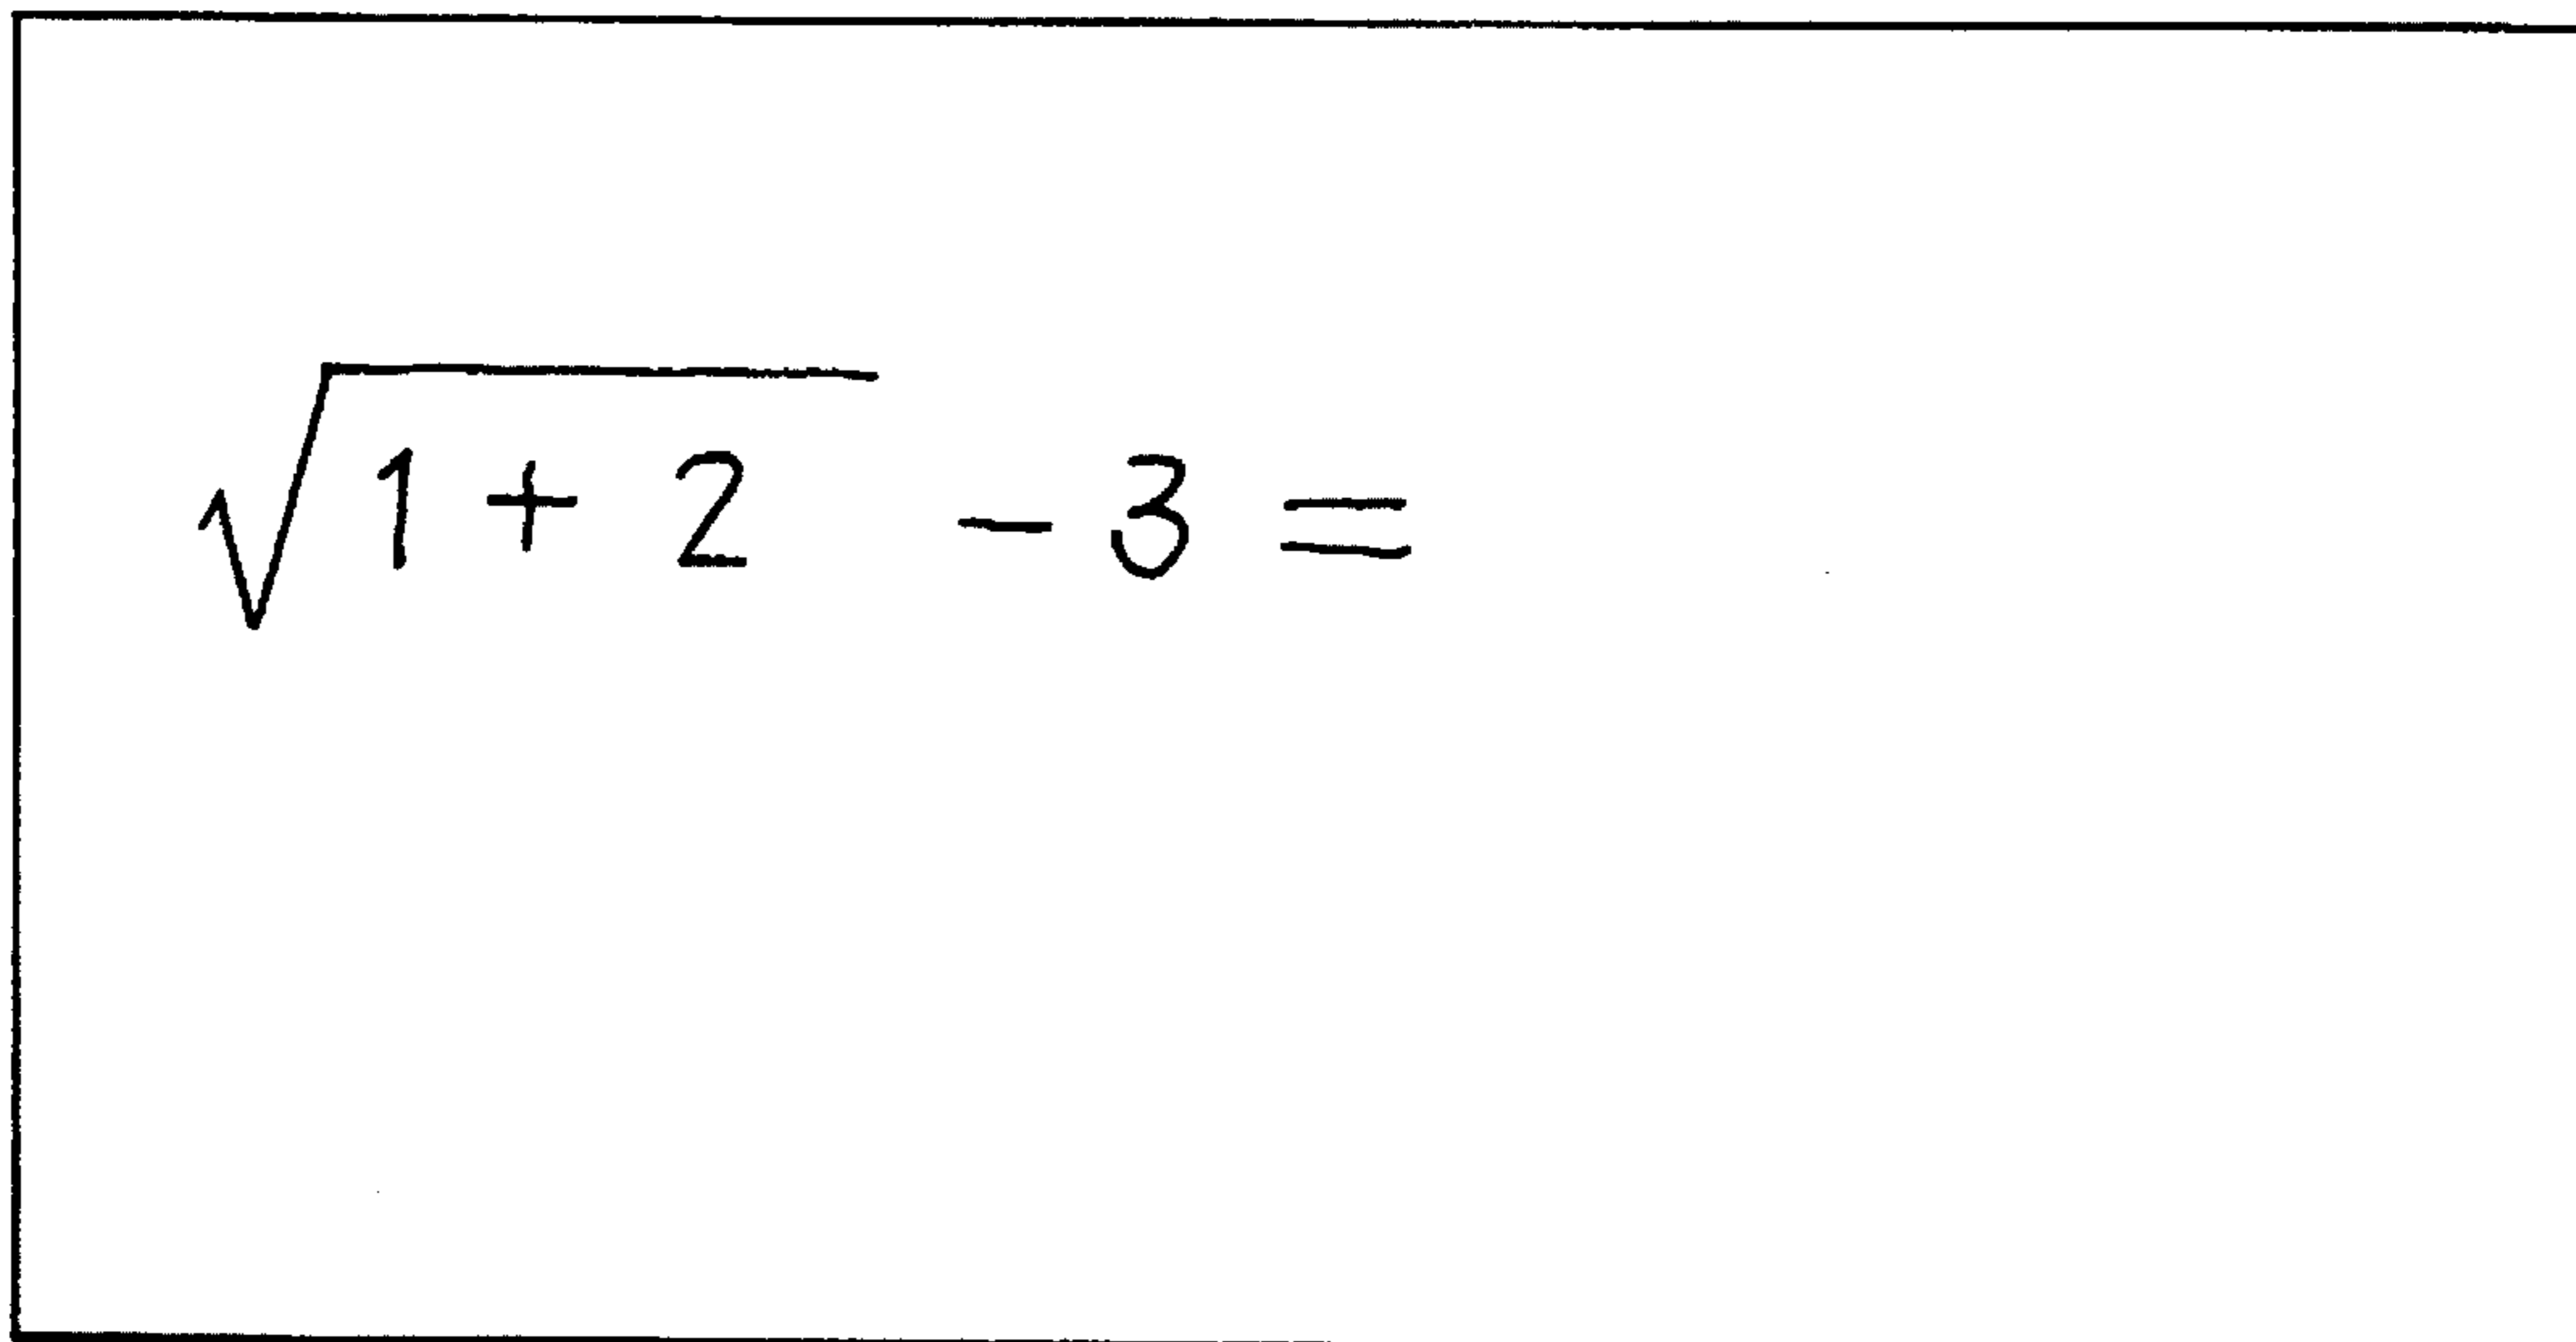 √(1 + 2) - 3 =